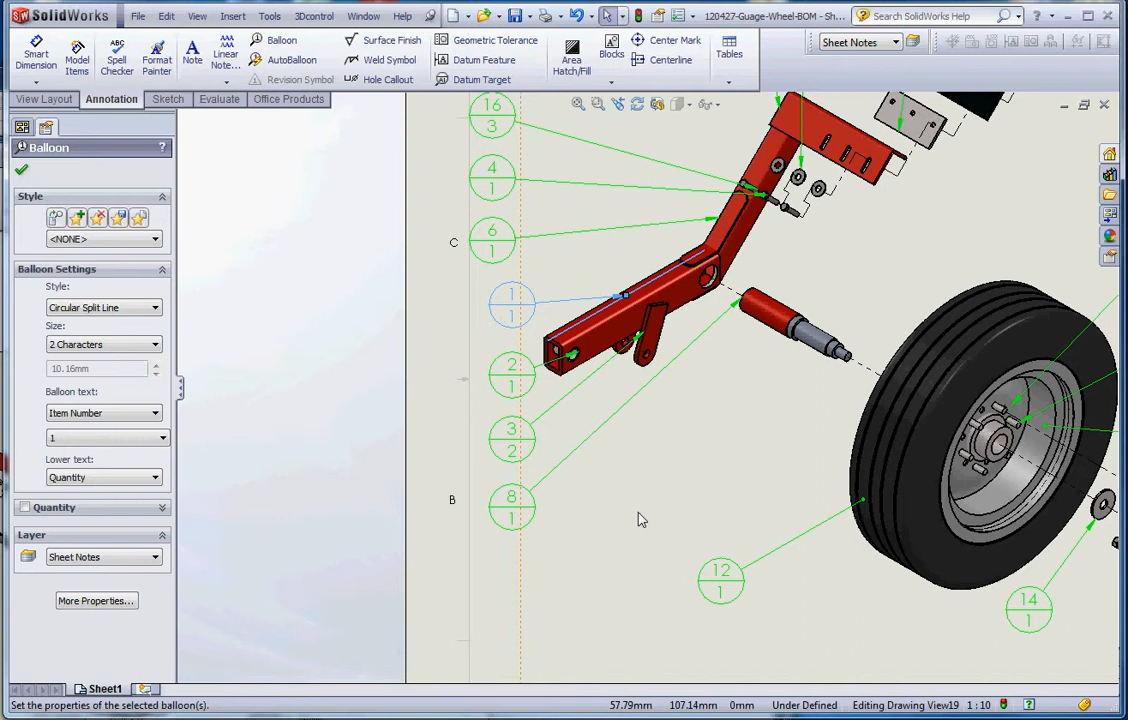 SolidWorks File Edit View Insert Tools 3Dcontrol Window Help 120427-Guage-Wheel-BOM - Sh... Search SolidWorks Help
Smart Dimension
Model Items
Spell Checker
Format Painter
Note
Linear Note...
Balloon
AutoBalloon
Revision Symbol
Surface Finish
Weld Symbol
Hole Callout
Geometric Tolerance
Datum Feature
Datum Target
Area Hatch/Fill
Blocks
Center Mark
Centerline
Tables
Sheet Notes
View Layout Annotation Sketch Evaluate Office Products
Balloon ?
Style
<NONE>
Balloon Settings
Style:
Circular Split Line
Size:
2 Characters
10.16mm
Balloon text:
Item Number
1
Lower text:
Quantity
Quantity
Layer
Sheet Notes
More Properties...
16
3
4
1
6
1
C
1
1
2
1
3
2
B
8
1
12
1
14
1
Sheet1
Set the properties of the selected balloon(s). 57.79mm 107.14mm 0mm Under Defined Editing Drawing View19 1 : 10